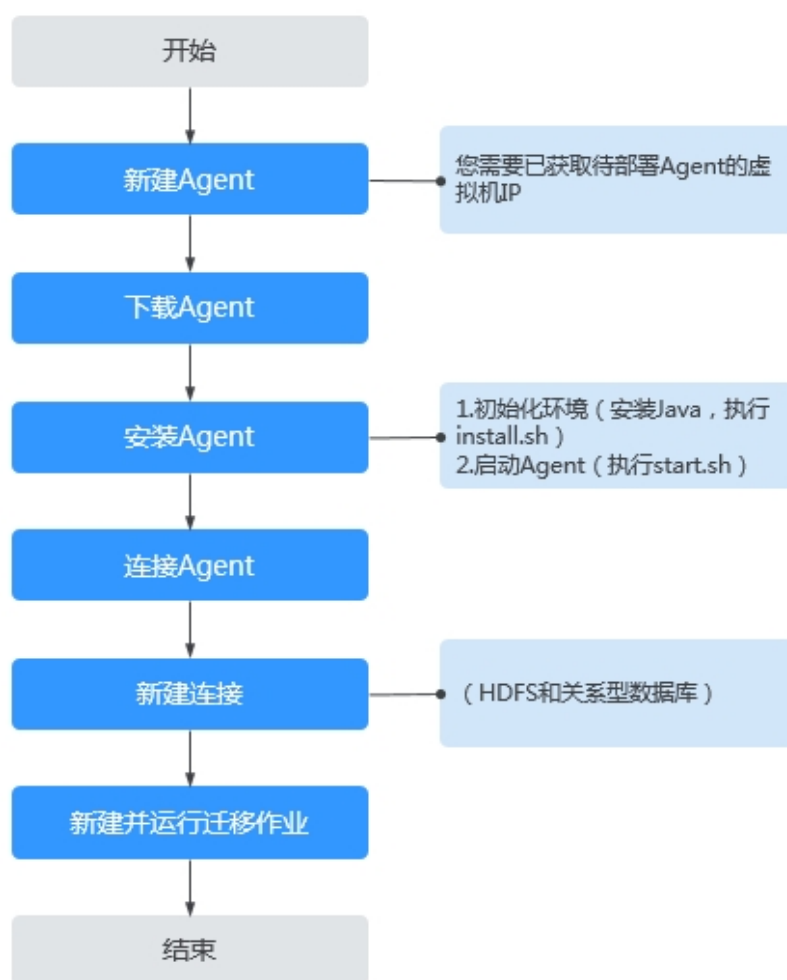 开始
新建Agent
您需要已获取待部署Agent的虚
拟机IP
下载Agent
安装Agent
1.初始化环境（安装Java，执行
install.sh）
2.启动Agent（执行start.sh）
连接Agent
新建连接
（HDFS和关系型数据库）
新建并运行迁移作业
结束